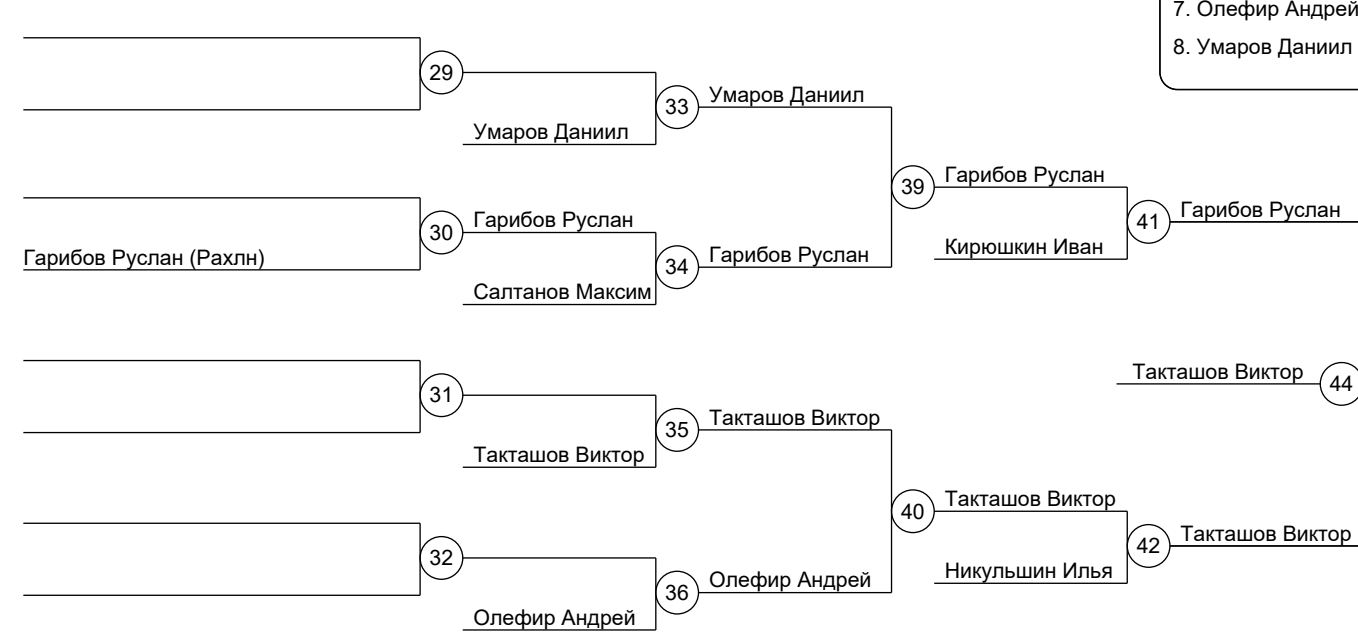 7. Олефир Андрей
8. Умаров Даниил
29
33
Умаров Даниил
Умаров Даниил
39
Гарибов Руслан
41
Гарибов Руслан
30
Гарибов Руслан
Кирюшкин Иван
Гарибов Руслан (Рахлн)
34
Гарибов Руслан
Салтанов Максим
Такташов Виктор
44
31
35
Такташов Виктор
Такташов Виктор
40
Такташов Виктор
42
Такташов Виктор
32
Никульшин Илья
36
Олефир Андрей
Олефир Андрей